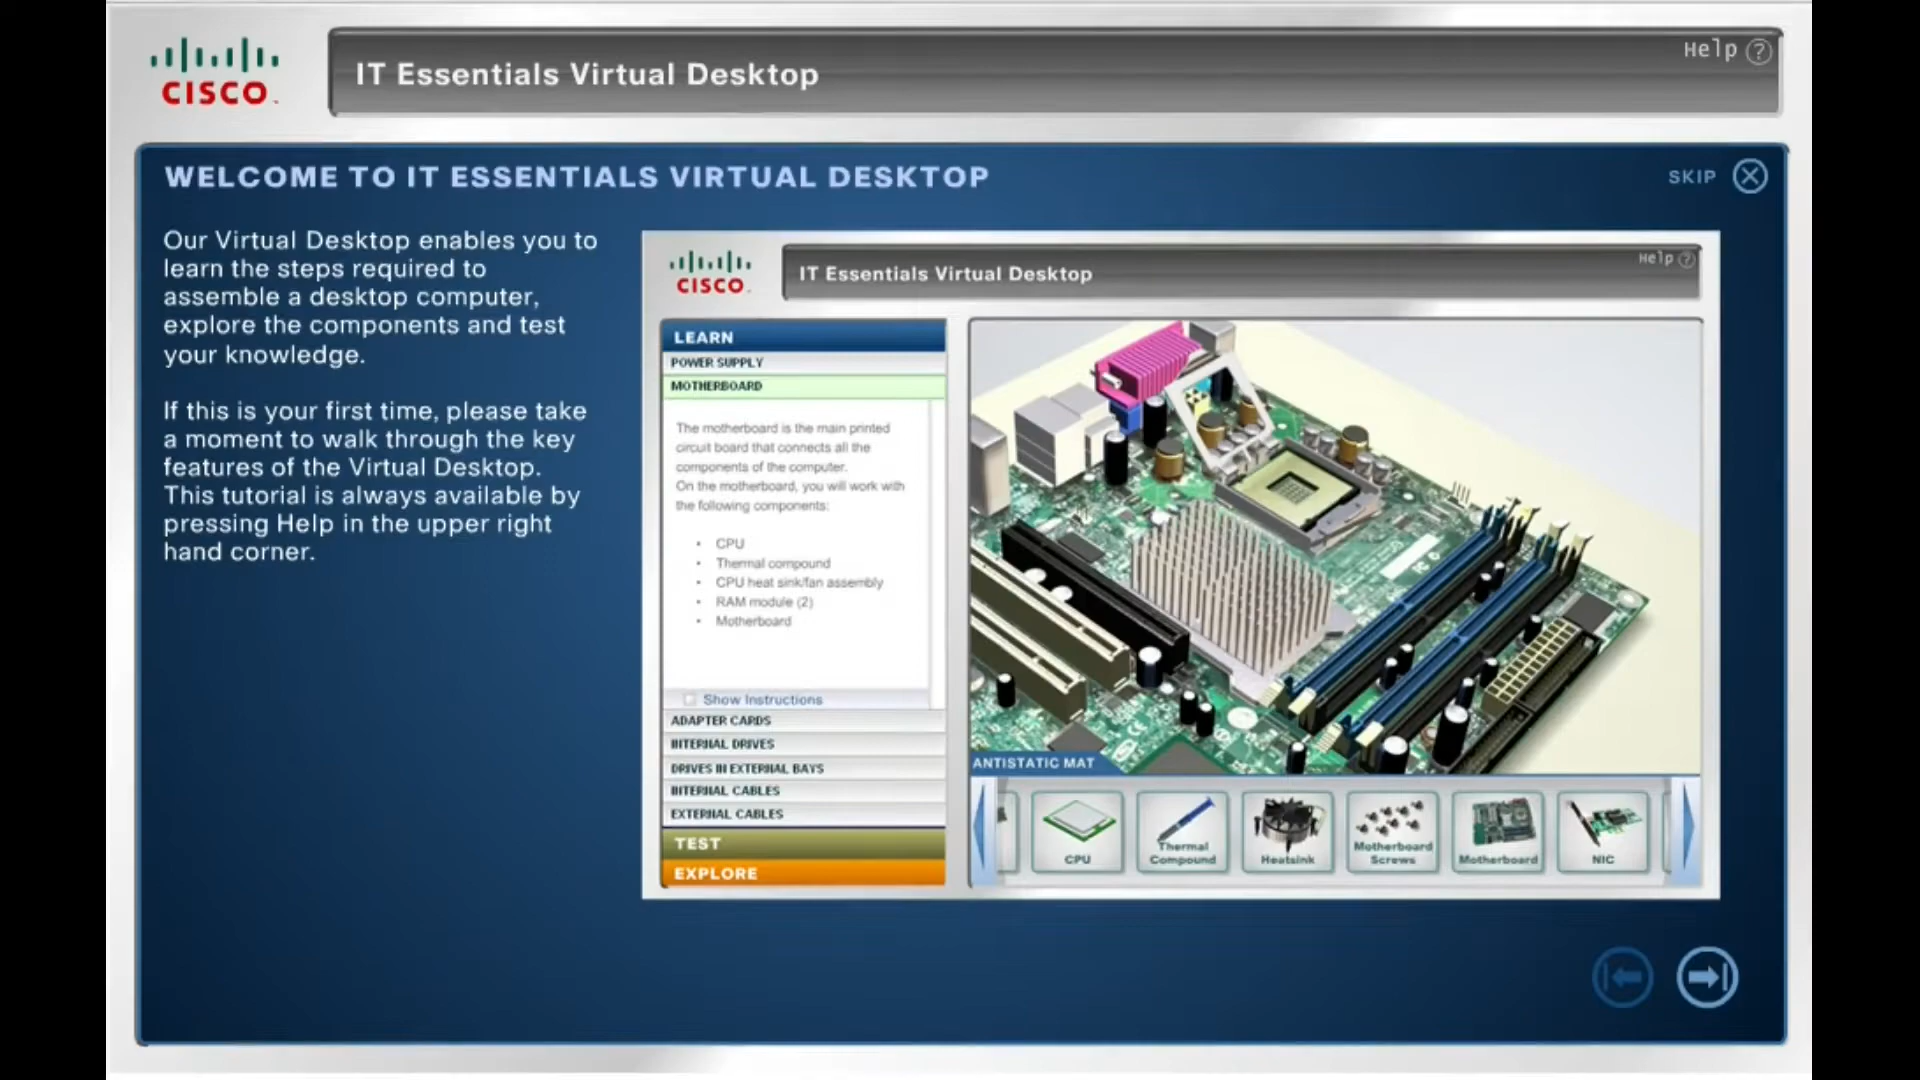 CISCO
IT Essentials Virtual Desktop
Help ?
WELCOME TO IT ESSENTIALS VIRTUAL DESKTOP
SKIP
Our Virtual Desktop enables you to
learn the steps required to
assemble a desktop computer,
explore the components and test
your knowledge.
If this is your first time, please take
a moment to walk through the key
features of the Virtual Desktop.
This tutorial is always available by
pressing Help in the upper right
hand corner.
CISCO
IT Essentials Virtual Desktop
Help ?
LEARN
POWER SUPPLY
MOTHERBOARD
The motherboard is the main printed
circuit board that connects all the
components of the computer.
On the motherboard, you will work with
the following components:
• CPU
• Thermal compound
• CPU heat sink/fan assembly
• RAM module (2)
• Motherboard
Show Instructions
ADAPTER CARDS
INTERNAL DRIVES
DRIVES IN EXTERNAL BAYS
INTERNAL CABLES
EXTERNAL CABLES
TEST
EXPLORE
ANTISTATIC MAT
CPU
Thermal
Compound
Heatsink
Motherboard
Screws
Motherboard
NIC